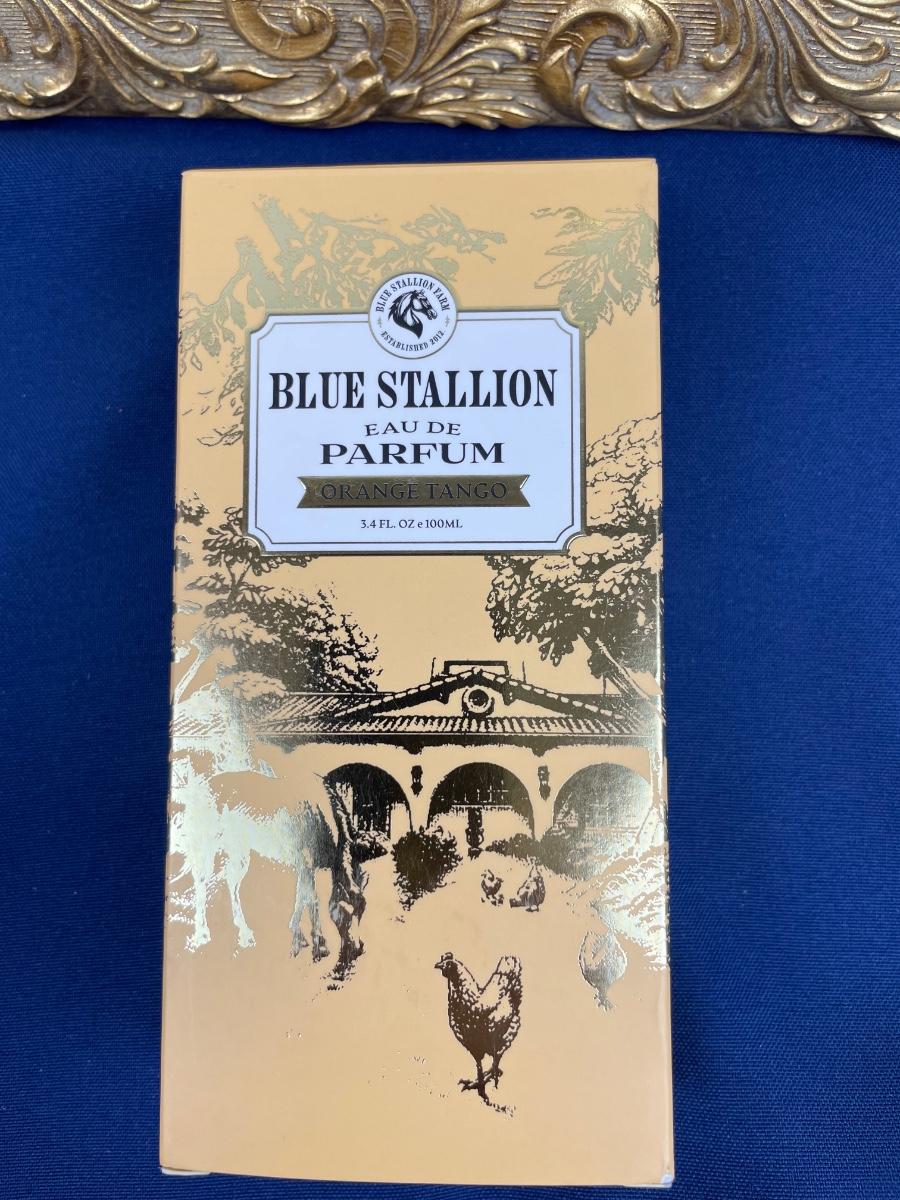 BLUE STALLION FARM
ESTABLISHED 2012
BLUE STALLION
EAU DE
PARFUM
ORANGE TANGO
3.4 FL. OZ e 100ML